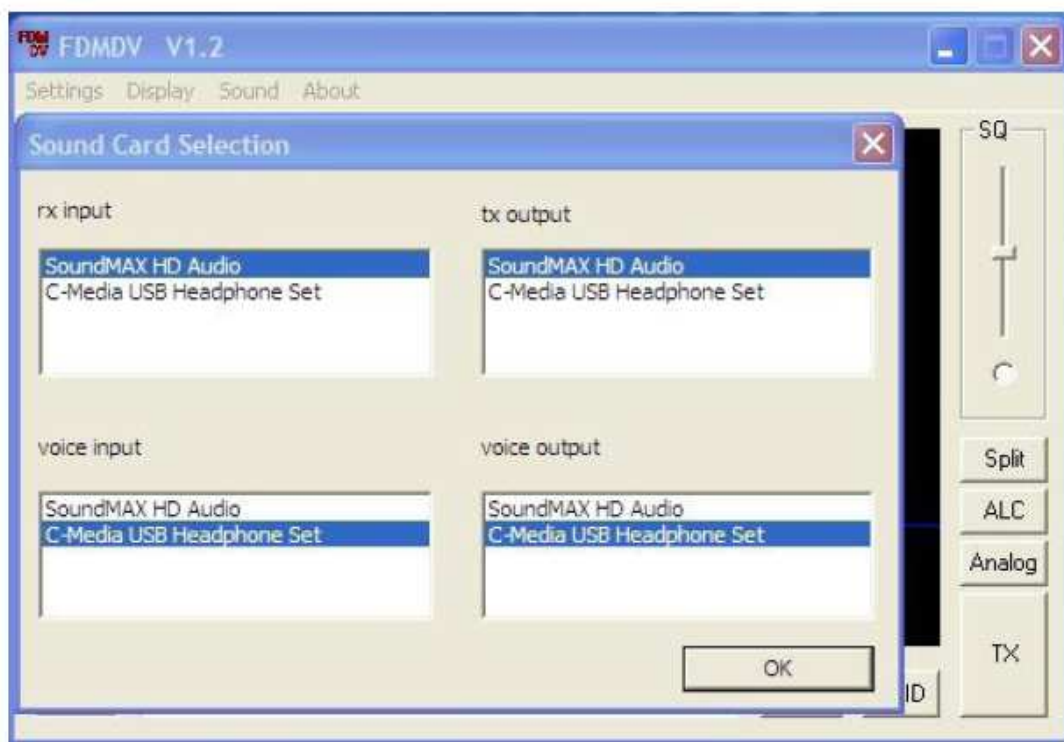 FDM
DV FDMDV V1.2
Settings Display Sound About
Sound Card Selection
SQ
rx input
tx output
SoundMAX HD Audio
C-Media USB Headphone Set
SoundMAX HD Audio
C-Media USB Headphone Set
voice input
voice output
SoundMAX HD Audio
C-Media USB Headphone Set
SoundMAX HD Audio
C-Media USB Headphone Set
OK
Split
ALC
Analog
TX
ID